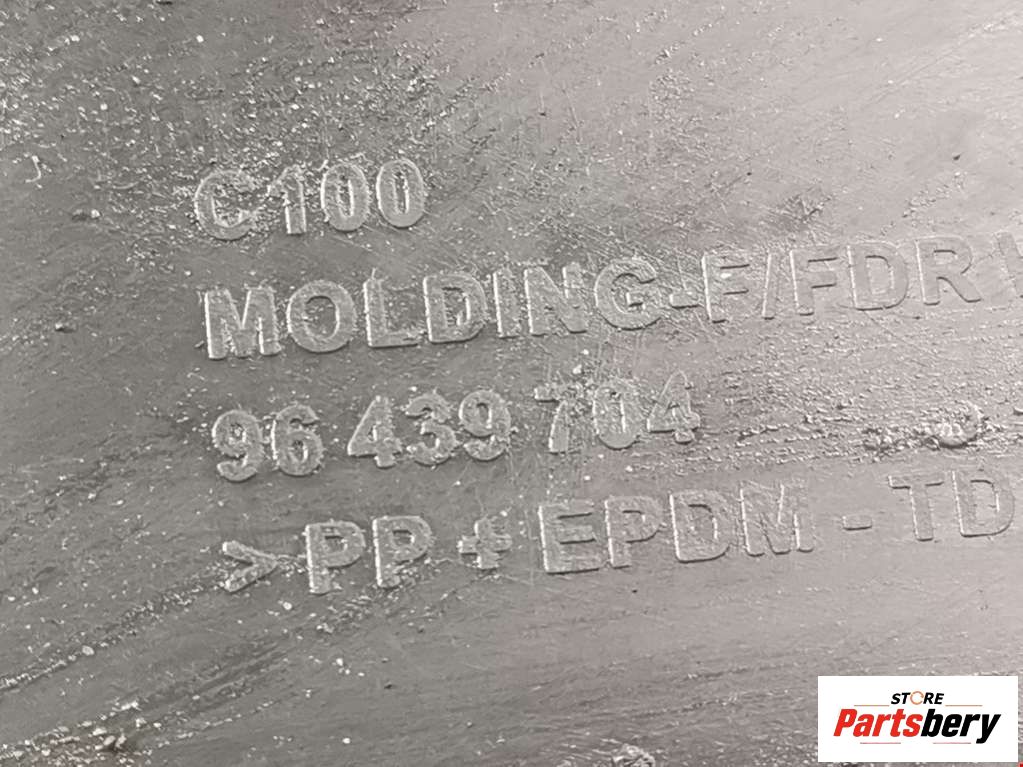 C100
MOLDING-F/FDR
96 439 704
>PP+EPDM-TD
STORE
Partsbery